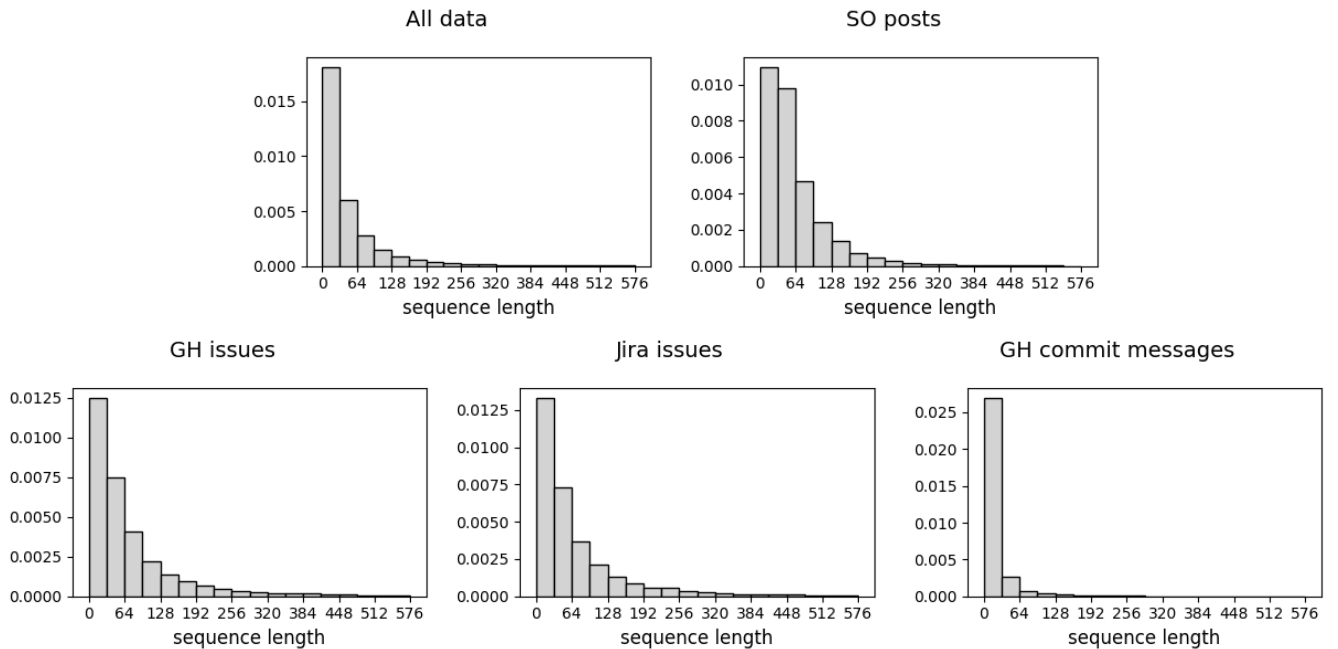 All data
SO posts
0.015
0.010
0.005
0.000
0 64 128 192 256 320 384 448 512 576
sequence length
0.010
0.008
0.006
0.004
0.002
0.000
0 64 128 192 256 320 384 448 512 576
sequence length
GH issues
Jira issues
GH commit messages
0.0125
0.0100
0.0075
0.0050
0.0025
0.0000
0 64 128 192 256 320 384 448 512 576
sequence length
0.0125
0.0100
0.0075
0.0050
0.0025
0.0000
0 64 128 192 256 320 384 448 512 576
sequence length
0.025
0.020
0.015
0.010
0.005
0.000
0 64 128 192 256 320 384 448 512 576
sequence length